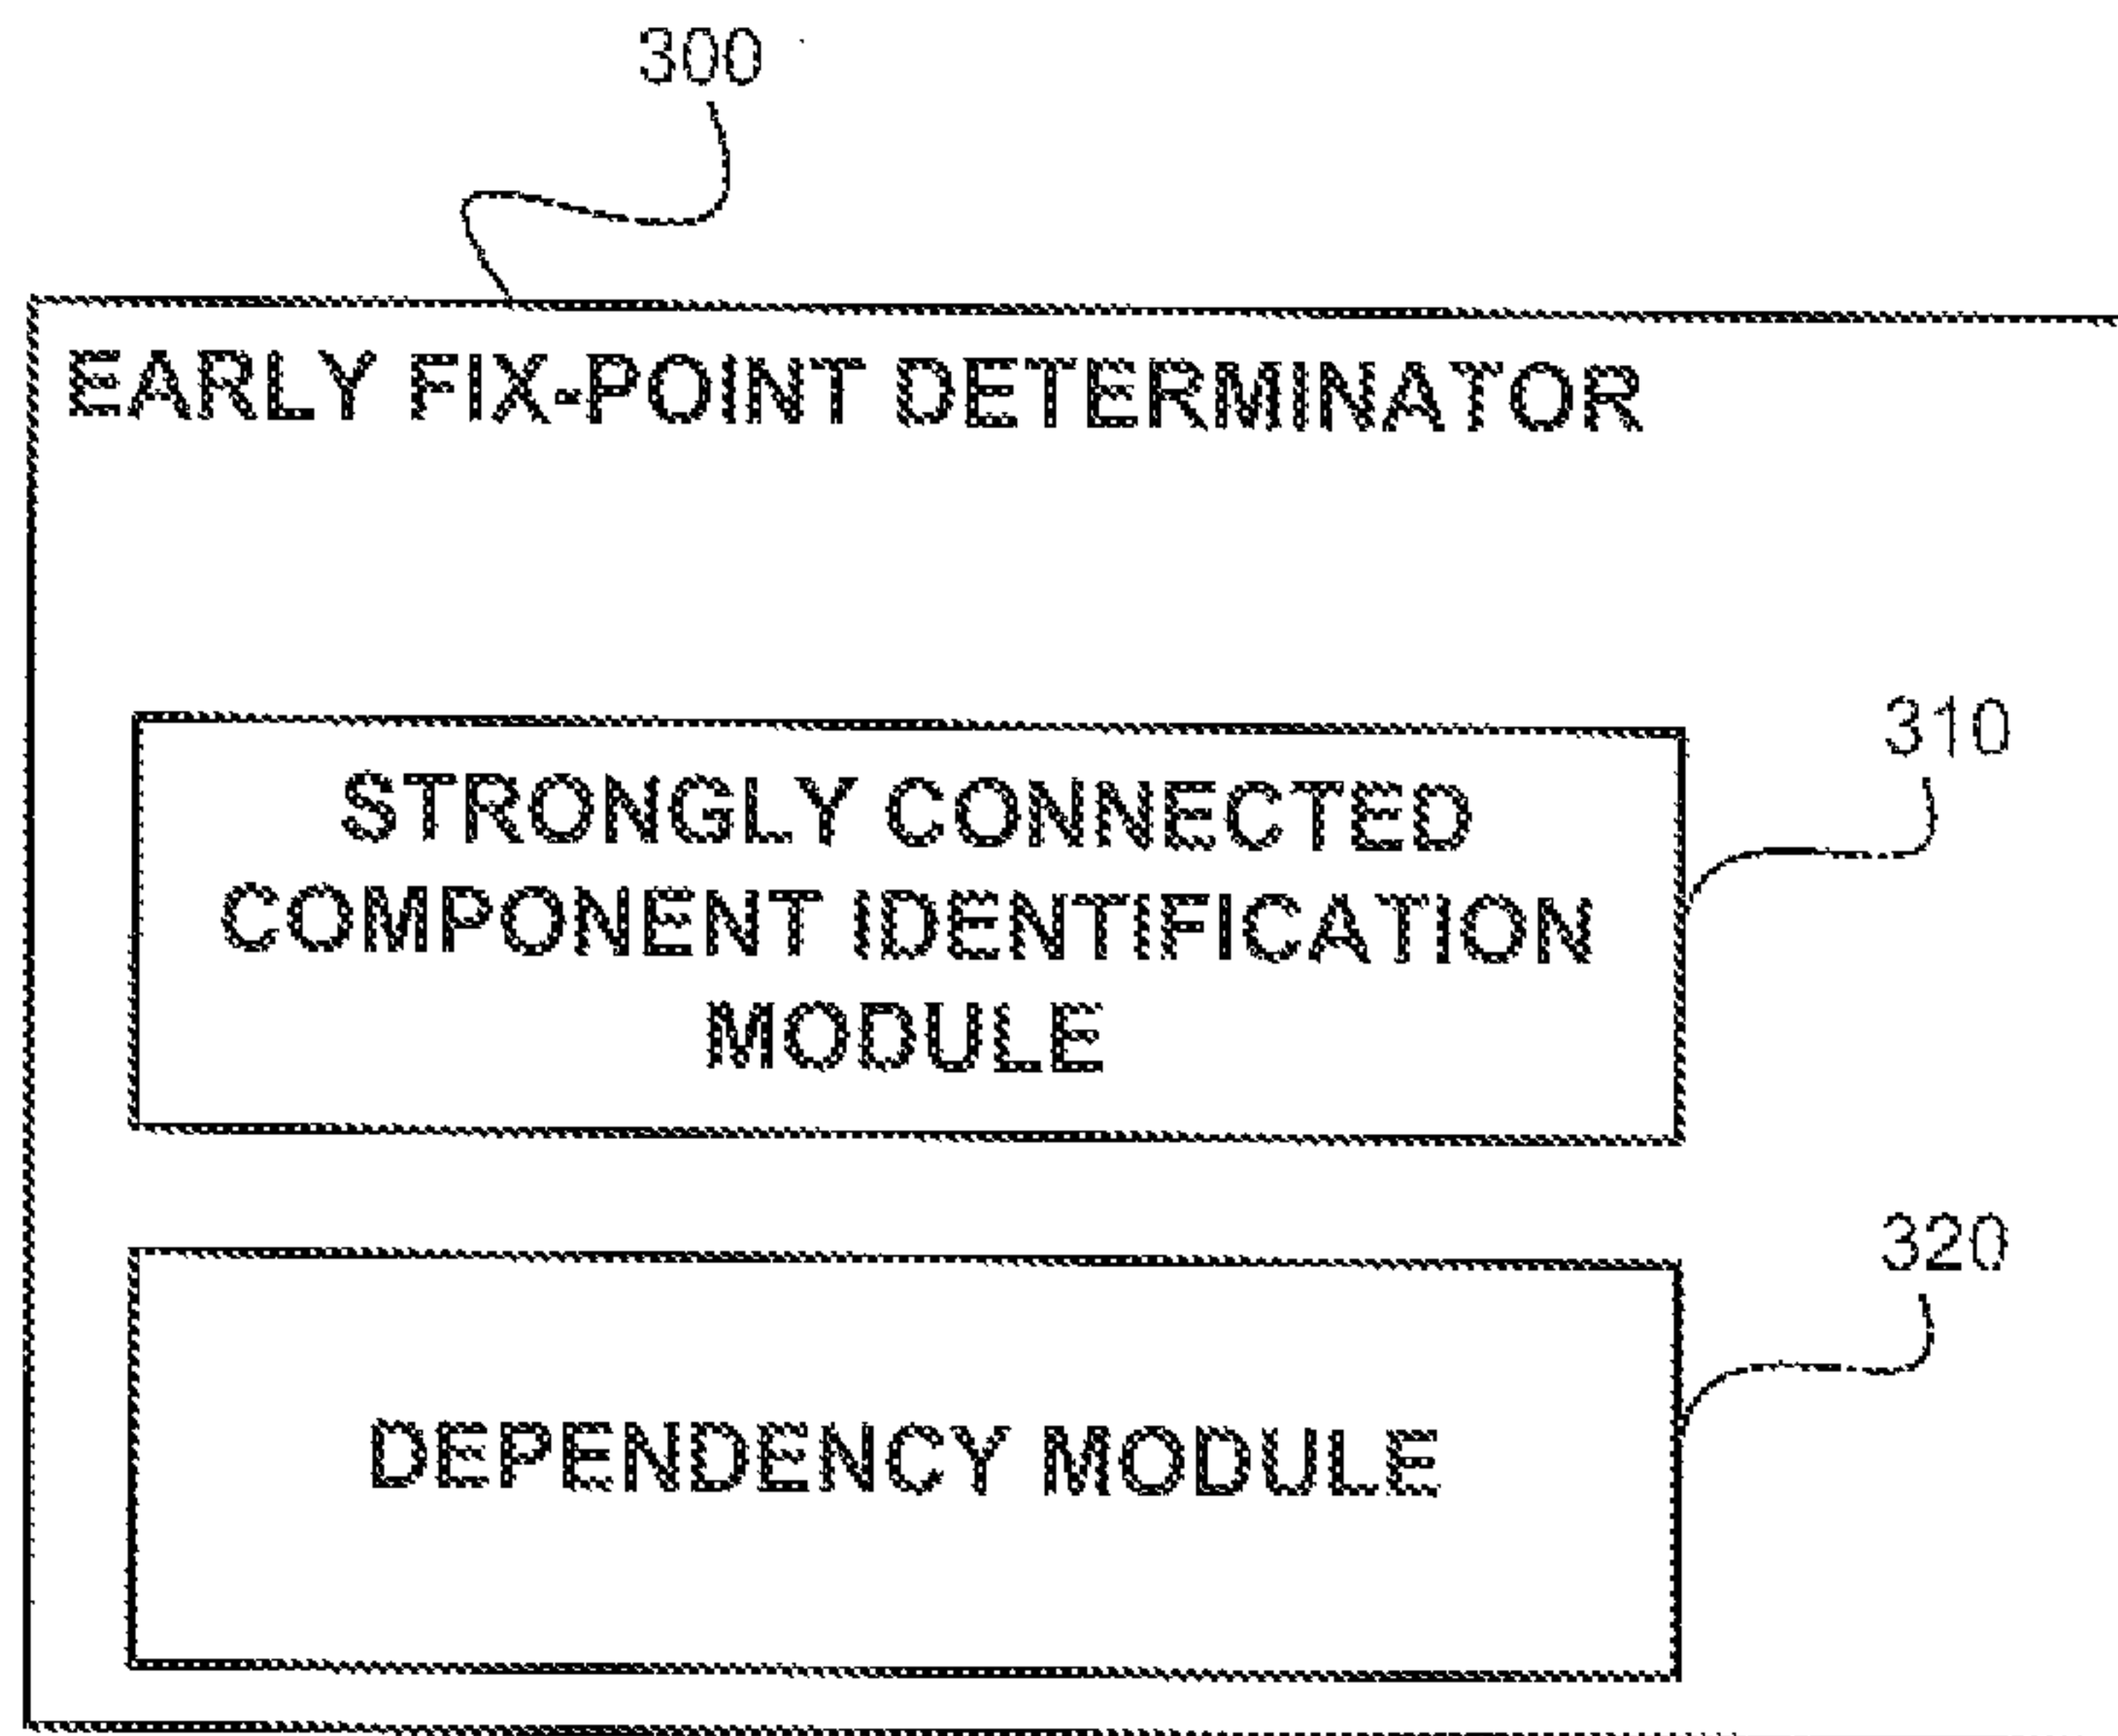 300
EARLY FIX-POINT DETERMINATOR
310
STRONGLY CONNECTED
COMPONENT IDENTIFICATION
MODULE
320
DEPENDENCY MODULE